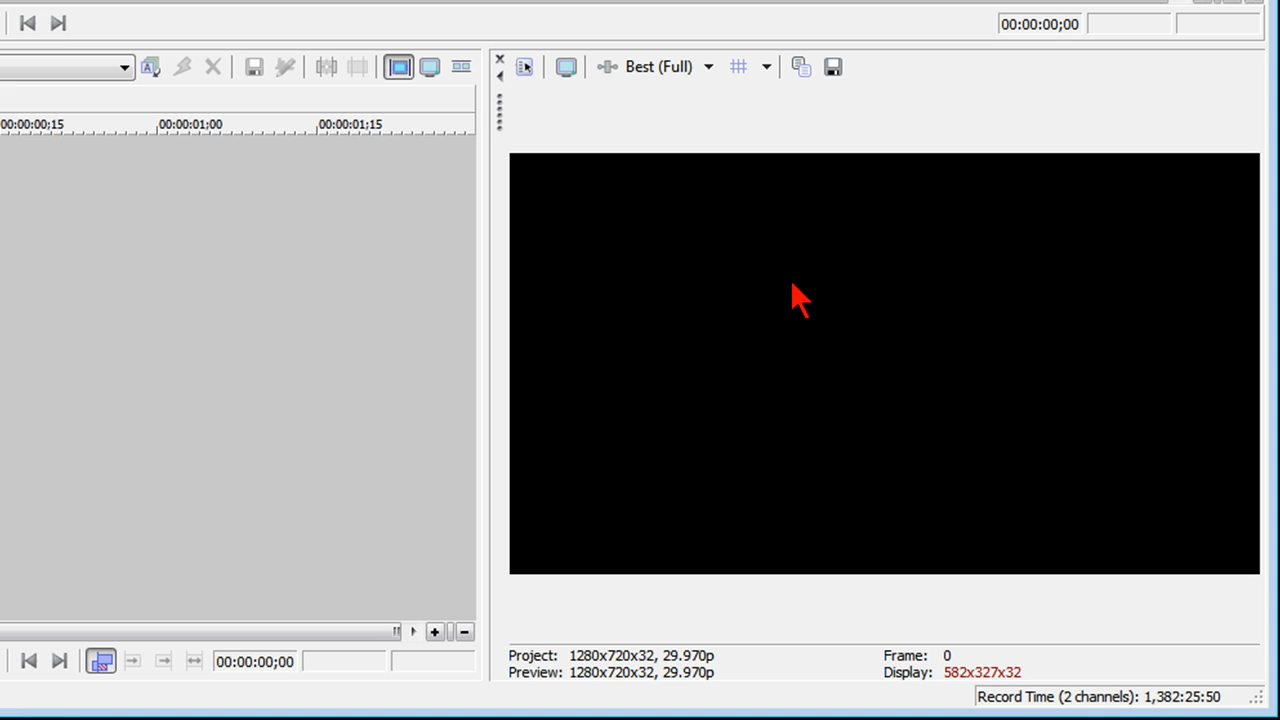 00:00:00;00
Best (Full)
00:00:00;15 00:00:01;00 00:00:01;15
00:00:00;00
Project: 1280x720x32, 29.970p Frame: 0
Preview: 1280x720x32, 29.970p Display: 582x327x32
Record Time (2 channels): 1,382:25:50